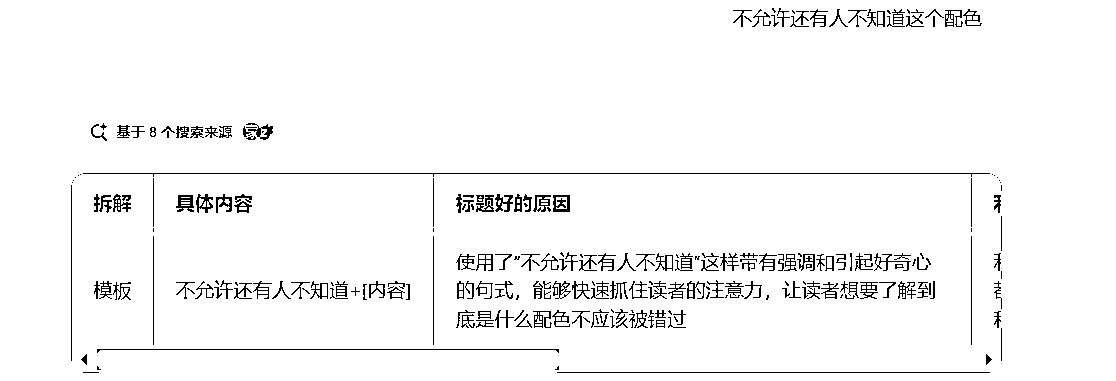 不允许还有人不知道这个配色
基于 8 个搜索来源
拆解 具体内容 标题好的原因
模板 不允许还有人不知道+[内容] 使用了"不允许还有人不知道"这样带有强调和引起好奇心
的句式，能够快速抓住读者的注意力，让读者想要了解到
底是什么配色不应该被错过